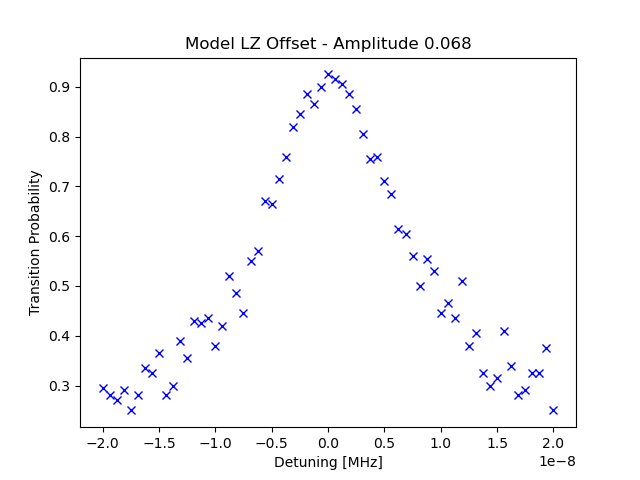 Model LZ Offset - Amplitude 0.068
Transition Probability
0.9
0.8
0.7
0.6
0.5
0.4
0.3
−2.0 −1.5 −1.0 −0.5 0.0 0.5 1.0 1.5 2.0
Detuning [MHz]
1e−8